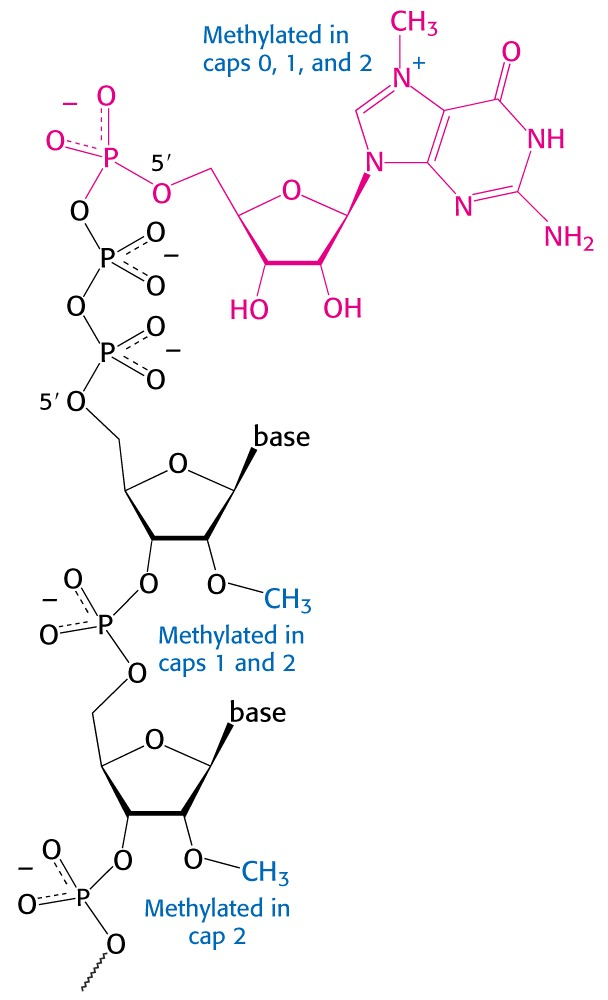 CH₃
Methylated in
caps 0, 1, and 2
N
+
O
−
O
O
P
5′
O
O
N
NH
N
NH₂
O
P
O
−
O
HO
OH
O
P
O
−
O
5′
O
base
O
O
O
CH₃
−
O
P
O
Methylated in
caps 1 and 2
O
base
O
O
O
CH₃
−
O
P
O
Methylated in
cap 2
O